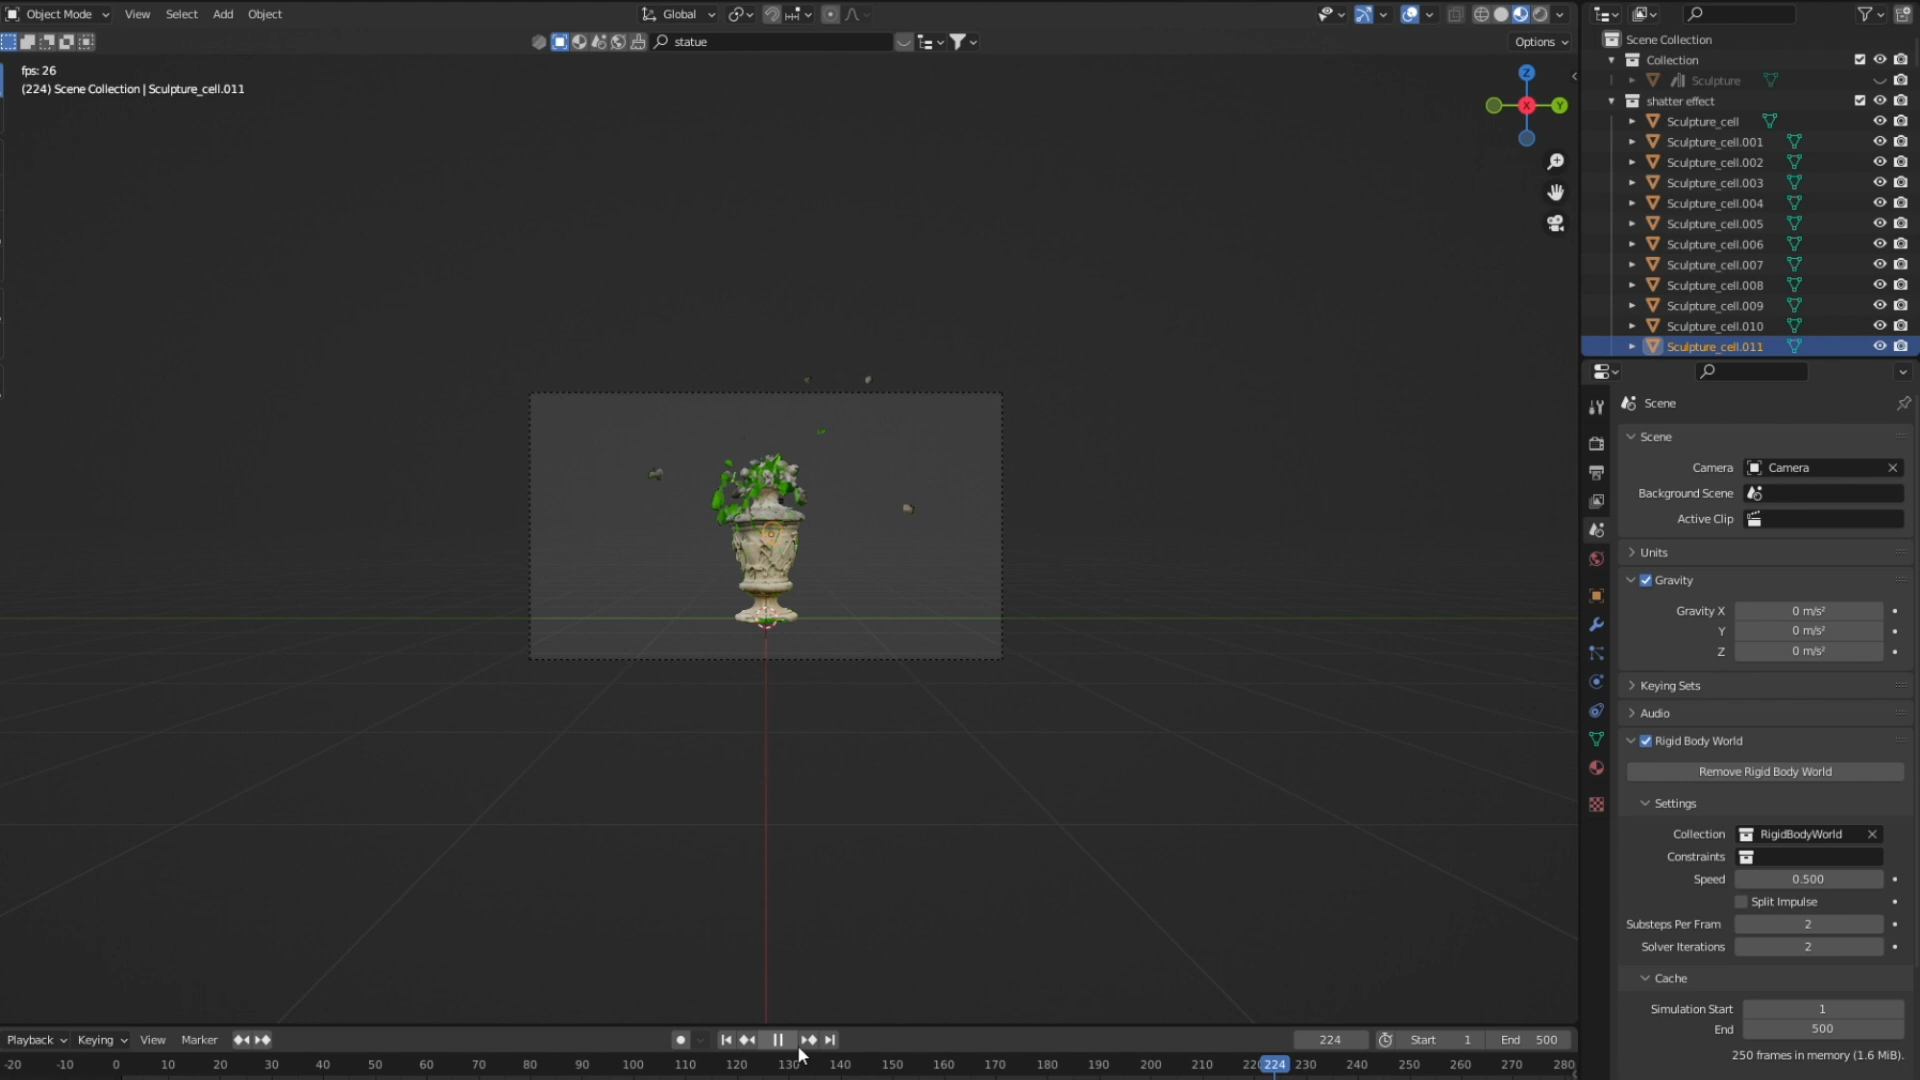 Object Mode View Select Add Object Global
statue Options
fps: 26
(224) Scene Collection | Sculpture_cell.011
Z
X
Y
Scene Collection
Collection
Sculpture
shatter effect
Sculpture_cell
Sculpture_cell.001
Sculpture_cell.002
Sculpture_cell.003
Sculpture_cell.004
Sculpture_cell.005
Sculpture_cell.006
Sculpture_cell.007
Sculpture_cell.008
Sculpture_cell.009
Sculpture_cell.010
Sculpture_cell.011
Scene
Scene
Camera Camera
Background Scene
Active Clip
Units
Gravity
Gravity X 0 m/s²
Y 0 m/s²
Z 0 m/s²
Keying Sets
Audio
Rigid Body World
Remove Rigid Body World
Settings
Collection RigidBodyWorld
Constraints
Speed 0.500
Split Impulse
Substeps Per Fram 2
Solver Iterations 2
Cache
Simulation Start 1
End 500
250 frames in memory (1.6 MiB).
Playback Keying View Marker 224 Start 1 End 500
-20 -10 0 10 20 30 40 50 60 70 80 90 100 110 120 130 140 150 160 170 180 190 200 210 22 224 230 240 250 260 270 280